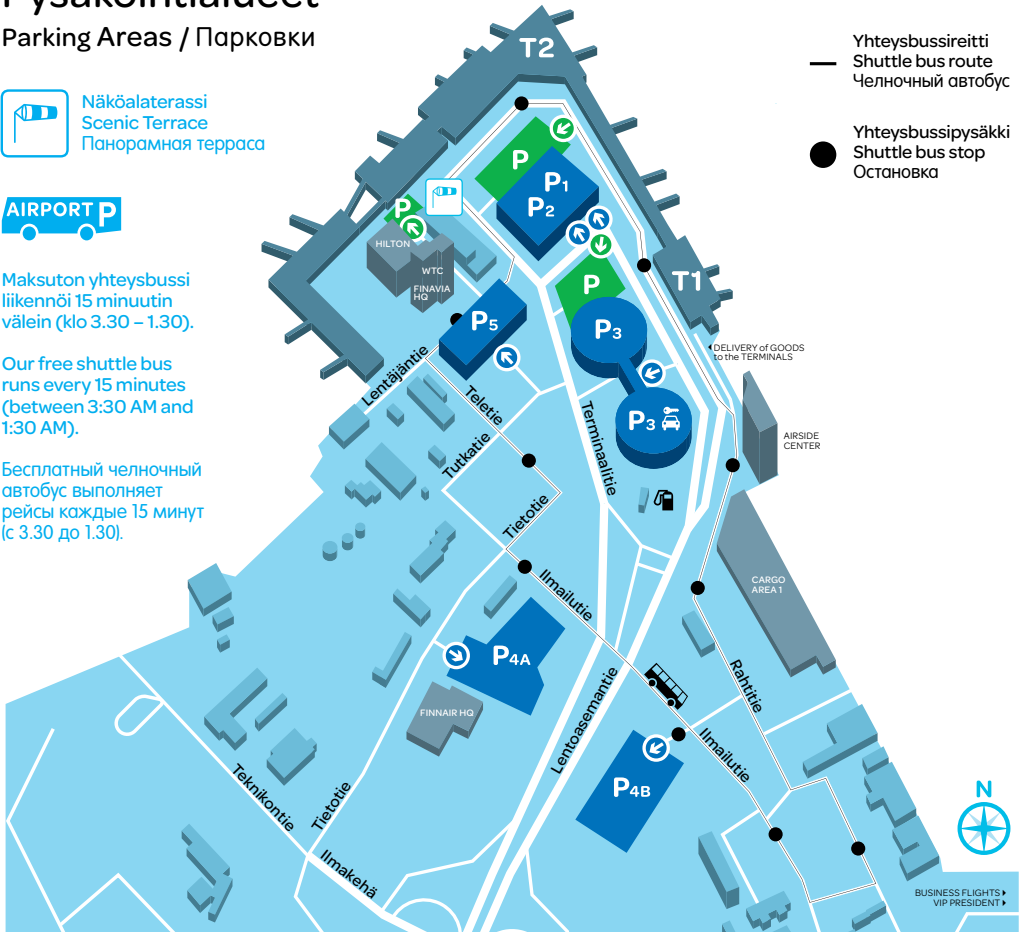 Pysäköintialueet
Parking Areas / Парковки
Näköalaterassi
Scenic Terrace
Панорамная терраса
AIRPORT P
Maksuton yhteysbussi
liikennöi 15 minuutin
välein (klo 3.30 – 1.30).
Our free shuttle bus
runs every 15 minutes
(between 3:30 AM and
1:30 AM).
Бесплатный челночный
автобус выполняет
рейсы каждые 15 минут
(с 3.30 до 1.30).
Yhteysbussireitti
Shuttle bus route
Челночный автобус
Yhteysbussipysäkki
Shuttle bus stop
Остановка
T2
P
P1
P2
P
HILTON
WTC
FINAVIA
HQ
P
T1
P5
P3
DELIVERY of GOODS
to the TERMINALS
Lentäjäntie
Teletie
P3
Terminaalitie
AIRSIDE
CENTER
Tutkatie
Tietotie
Ilmailutie
CARGO
AREA 1
P4A
FINNAIR HQ
Rahtitie
Lentoasemantie
Ilmailutie
P4B
Teknikontie
Tietotie
Ilmakehä
N
BUSINESS FLIGHTS
VIP PRESIDENT